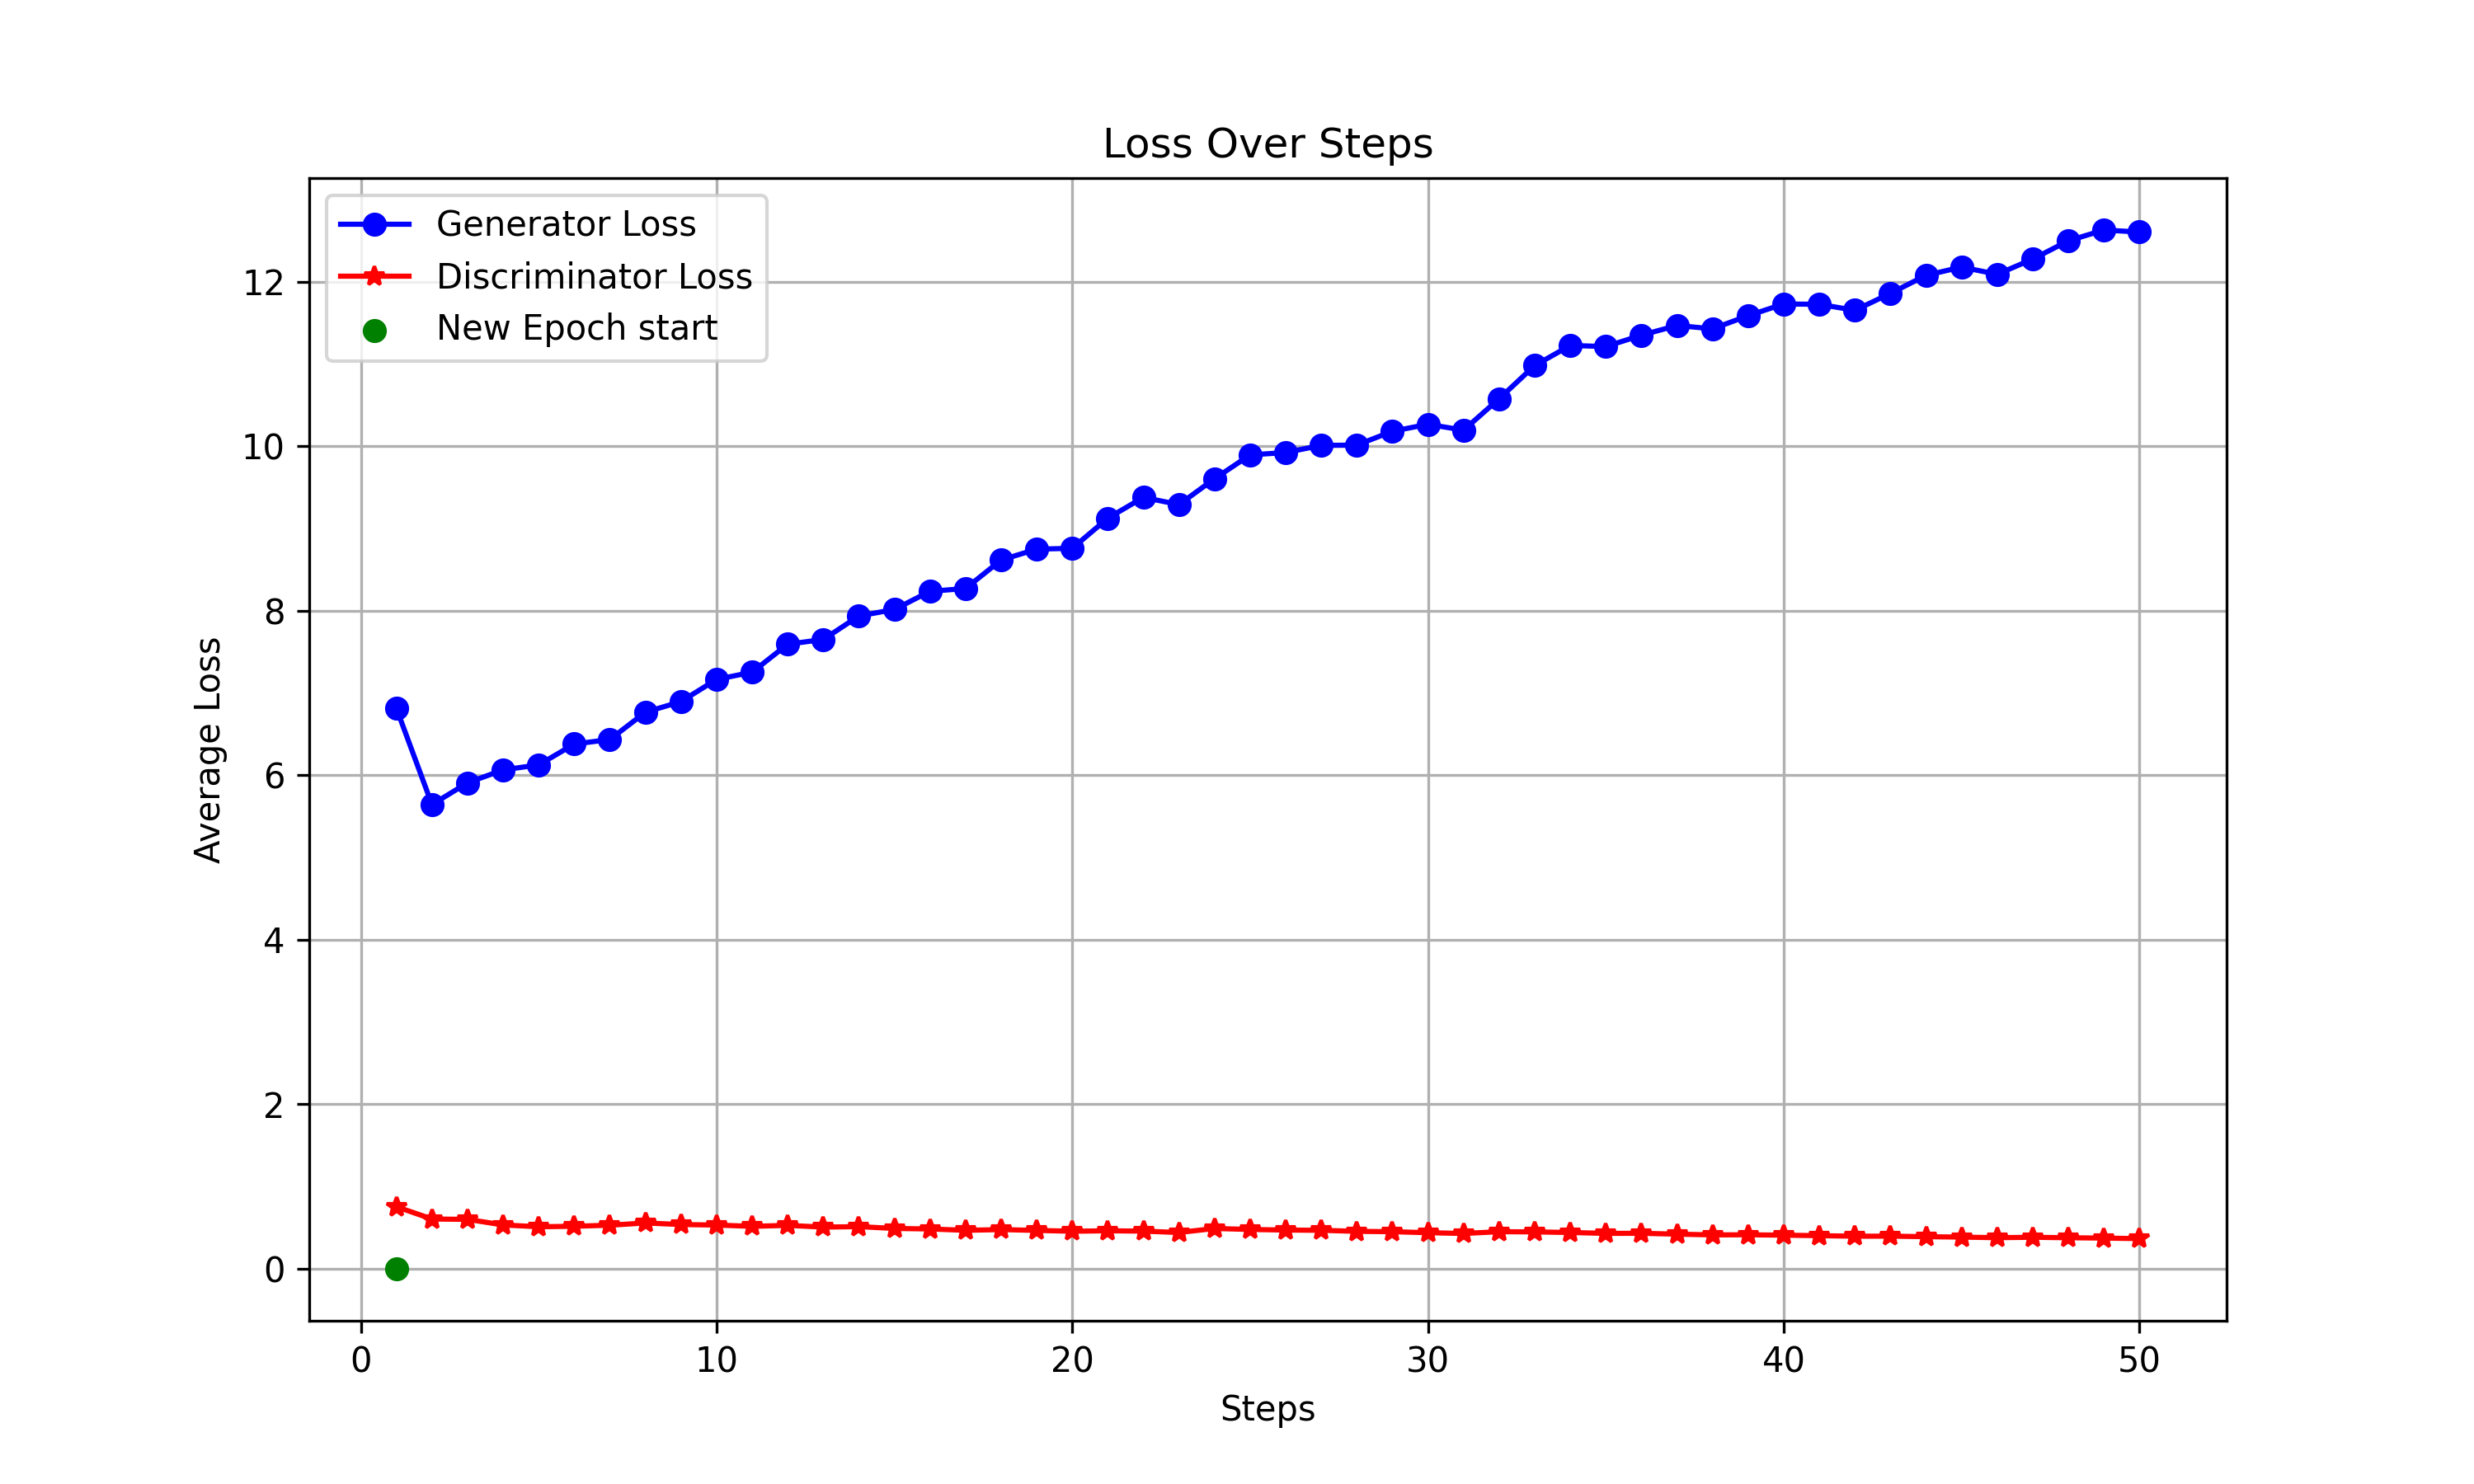 Loss Over Steps
Generator Loss
Discriminator Loss
New Epoch start
Average Loss
12
10
8
6
4
2
0
0 10 20 30 40 50
Steps